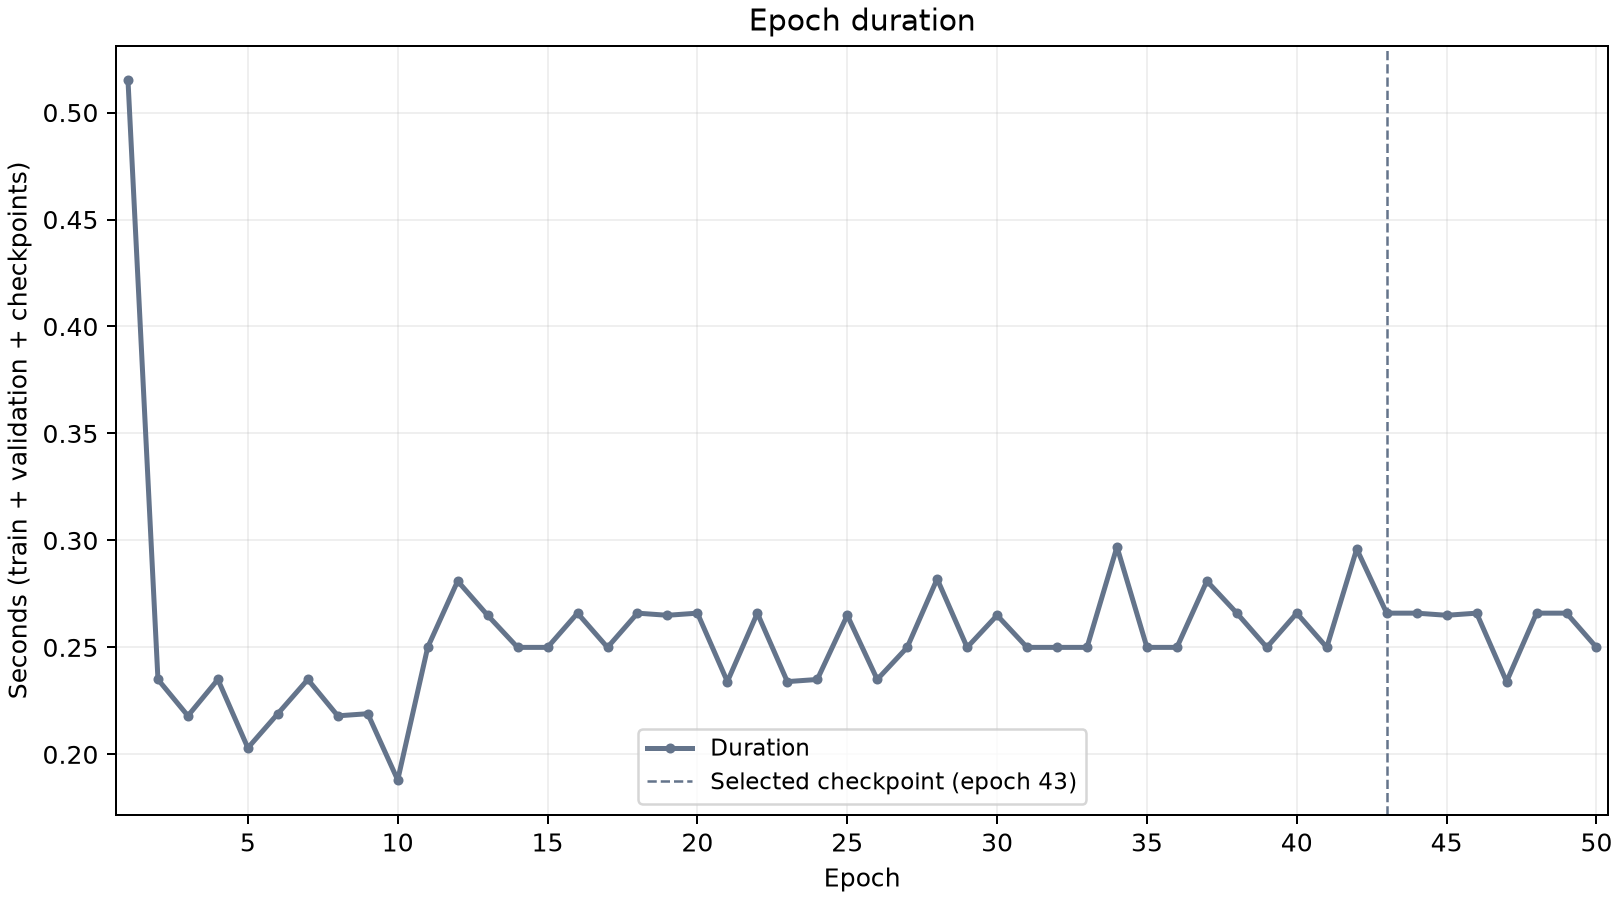 Epoch duration
Seconds (train + validation + checkpoints)
0.50
0.45
0.40
0.35
0.30
0.25
0.20
Duration
Selected checkpoint (epoch 43)
5 10 15 20 25 30 35 40 45 50
Epoch